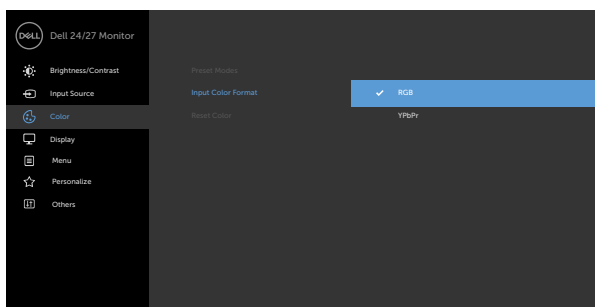 DELL Dell 24/27 Monitor
Brightness/Contrast
Preset Modes
Input Source
Input Color Format
RGB
Color
Reset Color
YPbPr
Display
Menu
Personalize
Others